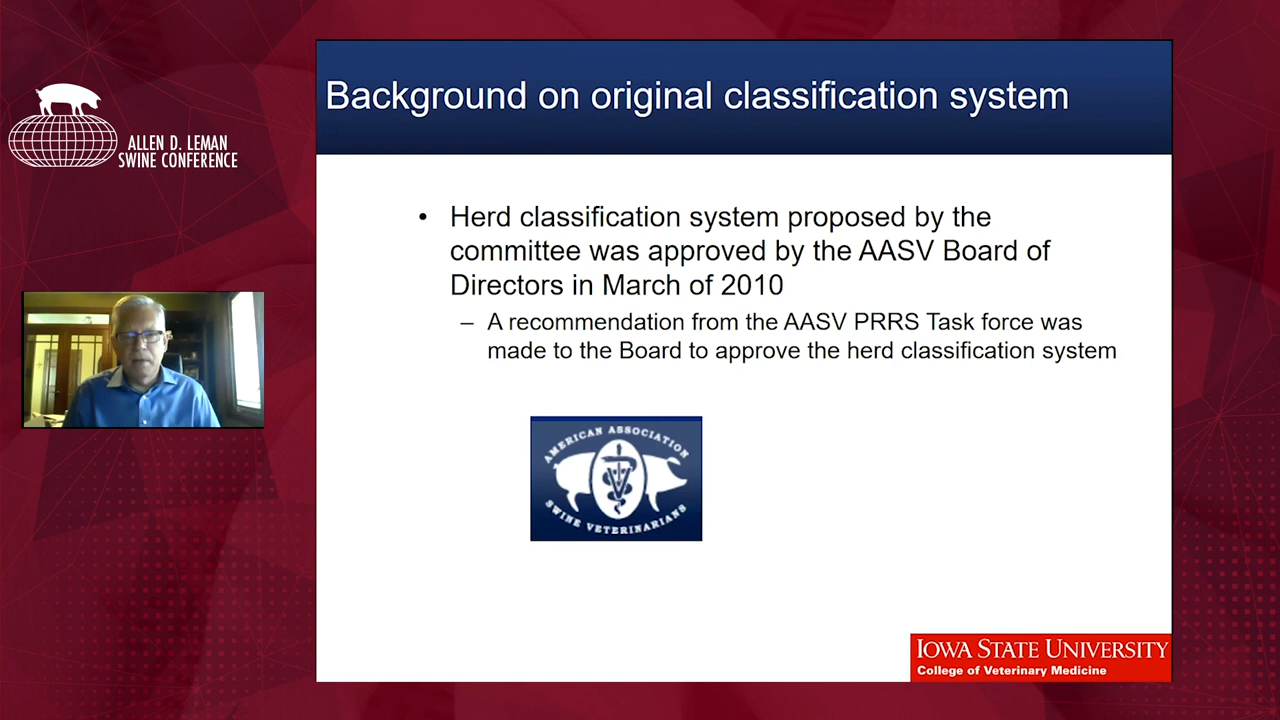 ALLEN D. LEMAN
SWINE CONFERENCE
Background on original classification system
• Herd classification system proposed by the
committee was approved by the AASV Board of
Directors in March of 2010
– A recommendation from the AASV PRRS Task force was
made to the Board to approve the herd classification system
AMERICAN ASSOCIATION
SWINE VETERINARIANS
IOWA STATE UNIVERSITY
College of Veterinary Medicine